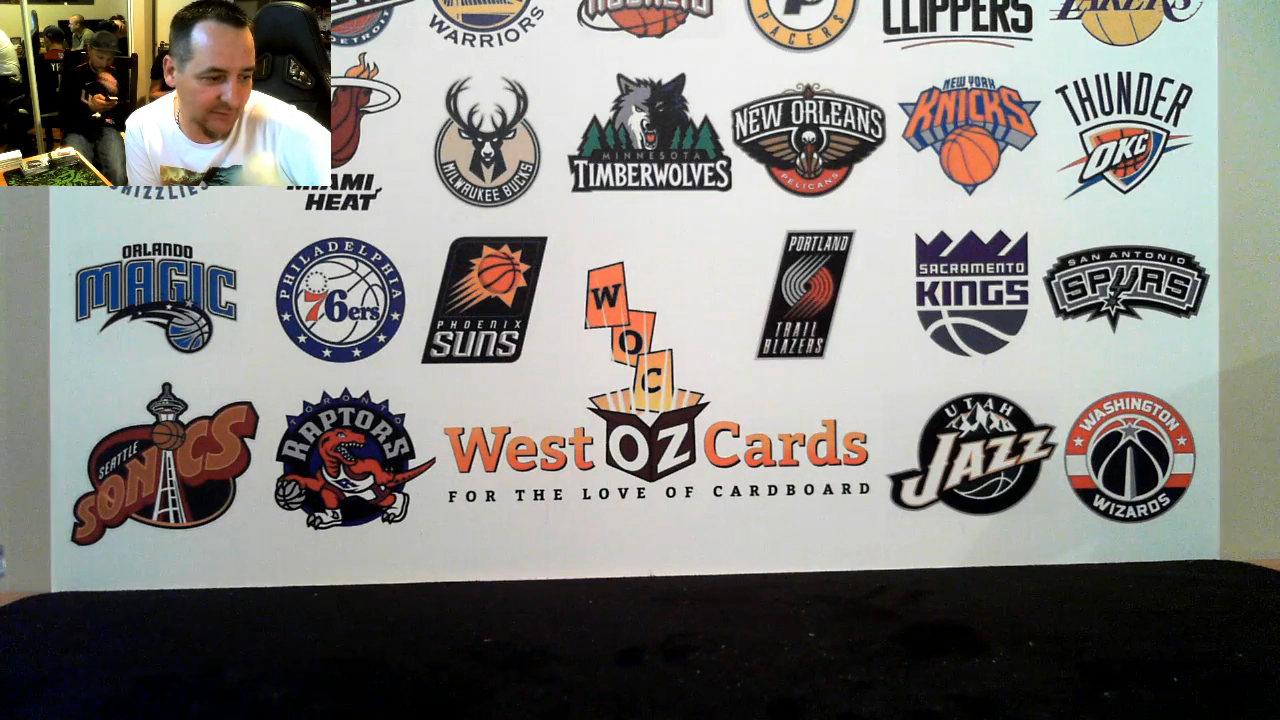 DETROIT
WARRIORS
PACERS
CLIPPERS
LAKERS
GRIZZLIES
MIAMI
HEAT
MILWAUKEE BUCKS
MINNESOTA
TIMBERWOLVES
NEW ORLEANS
PELICANS
NEW YORK
KNICKS
THUNDER
OKC
ORLANDO
MAGIC
PHILADELPHIA
76ers
PHOENIX
SUNS
W
O
C
PORTLAND
TRAIL
BLAZERS
SACRAMENTO
KINGS
SAN ANTONIO
SPURS
SEATTLE
SONICS
TORONTO
RAPTORS
West OZ Cards
FOR THE LOVE OF CARDBOARD
UTAH
JAZZ
WASHINGTON
WIZARDS